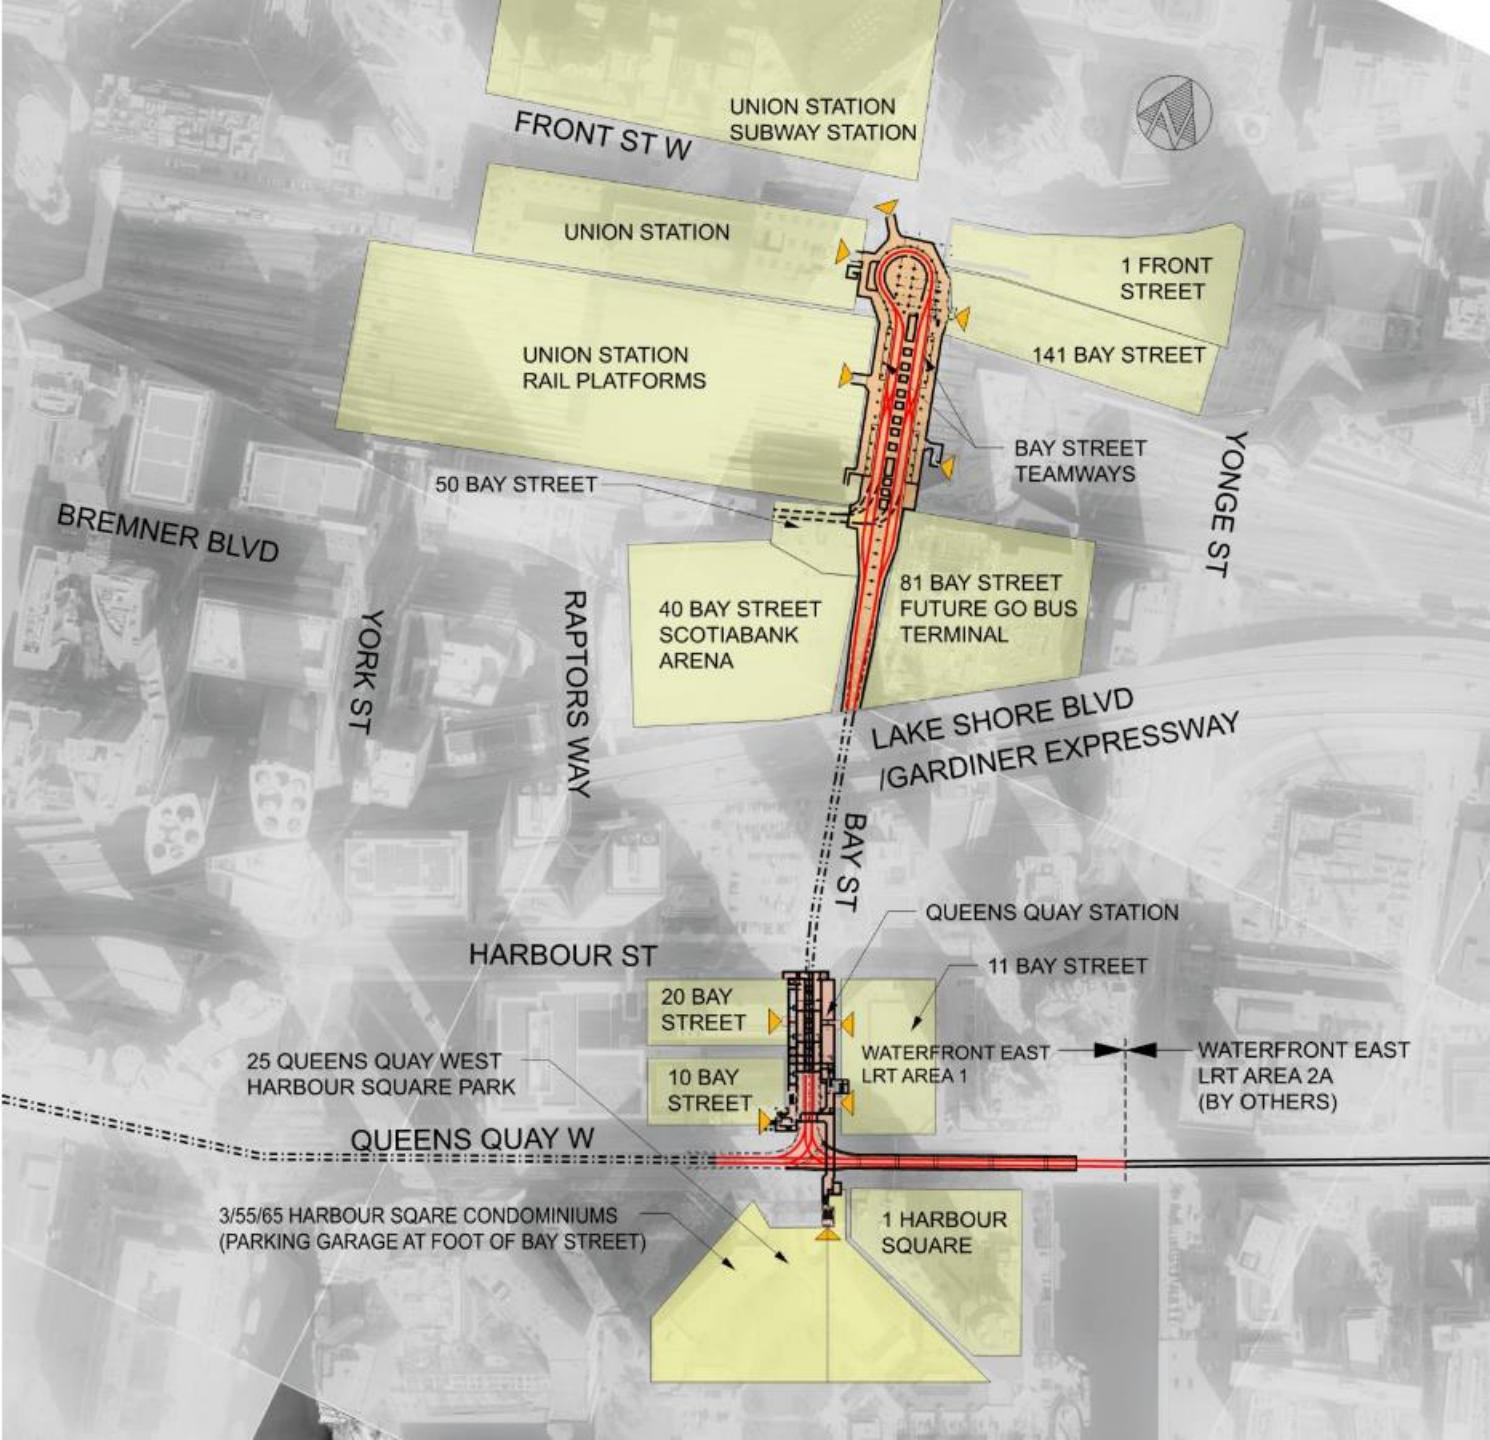 UNION STATION
SUBWAY STATION
FRONT ST W
UNION STATION
1 FRONT
STREET
141 BAY STREET
UNION STATION
RAIL PLATFORMS
BAY STREET
TEAMWAYS
YONGE ST
50 BAY STREET
BREMNER BLVD
YORK ST
RAPTORS WAY
40 BAY STREET
SCOTIABANK
ARENA
81 BAY STREET
FUTURE GO BUS
TERMINAL
LAKE SHORE BLVD
/GARDINER EXPRESSWAY
BAY ST
QUEENS QUAY STATION
HARBOUR ST
11 BAY STREET
20 BAY
STREET
WATERFRONT EAST
LRT AREA 1
WATERFRONT EAST
LRT AREA 2A
(BY OTHERS)
25 QUEENS QUAY WEST
HARBOUR SQUARE PARK
10 BAY
STREET
QUEENS QUAY W
3/55/65 HARBOUR SQARE CONDOMINIUMS
(PARKING GARAGE AT FOOT OF BAY STREET)
1 HARBOUR
SQUARE